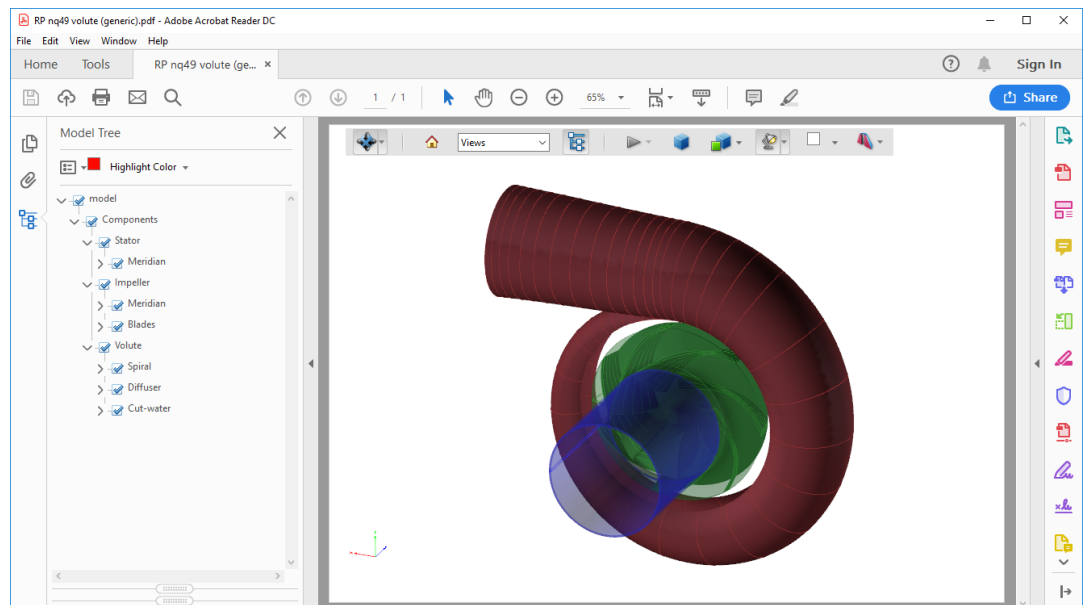 RP nq49 volute (generic).pdf - Adobe Acrobat Reader DC
File Edit View Window Help
Home Tools RP nq49 volute (ge... ×
Sign In
1 / 1
65%
Share
Model Tree
Highlight Color
Views
model
Components
Stator
Meridian
Impeller
Meridian
Blades
Volute
Spiral
Diffuser
Cut-water